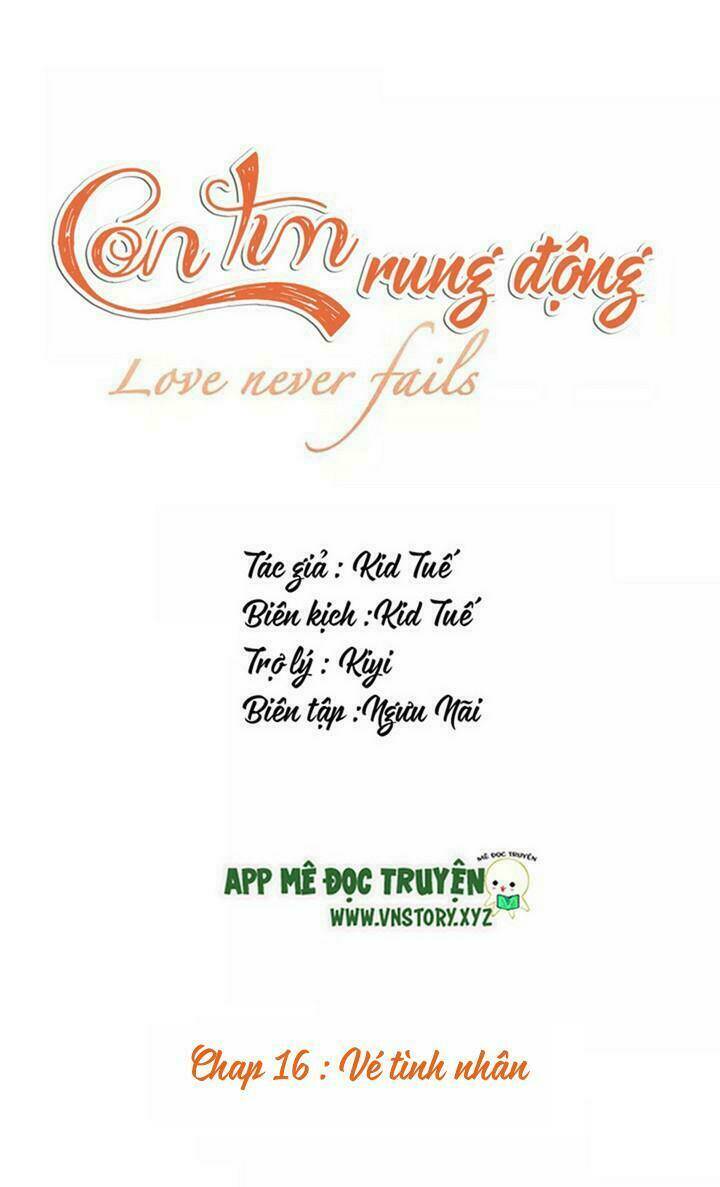 Con tim rung động
Love never fails
Tác giả : Kid Tuế
Biên kịch :Kid Tuế
Trợ lý : Kiyi
Biên tập :Ngưu Nãi
MÊ ĐỌC TRUYỆN
APP MÊ ĐỌC TRUYỆN
WWW.VNSTORY.XYZ
Chap 16 : Vé tình nhân